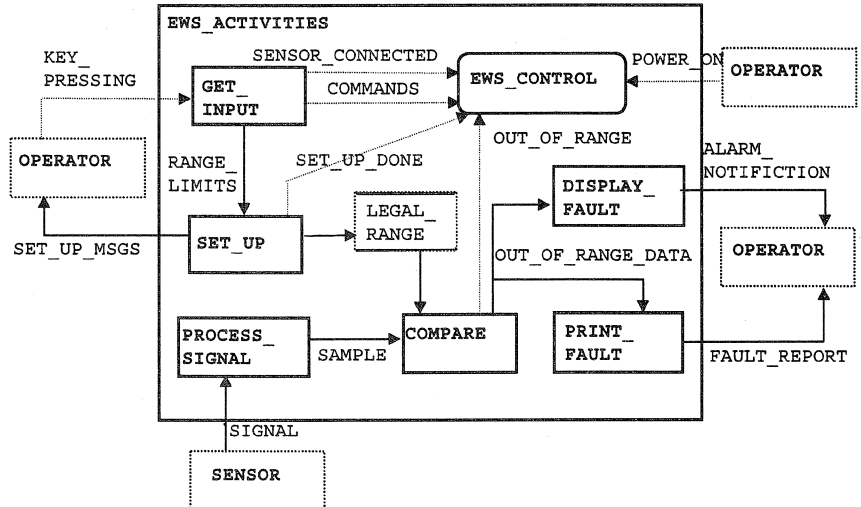 EWS_ACTIVITIES
KEY_
PRESSING
SENSOR_CONNECTED
POWER_ON
GET_
INPUT
COMMANDS
EWS_CONTROL
OPERATOR
OPERATOR
RANGE_
LIMITS
SET_UP_DONE
OUT_OF_RANGE
ALARM_
NOTIFICTION
DISPLAY_
FAULT
LEGAL_
RANGE
SET_UP_MSGS
SET_UP
OUT_OF_RANGE_DATA
OPERATOR
PROCESS_
SIGNAL
SAMPLE
COMPARE
PRINT_
FAULT
FAULT_REPORT
SIGNAL
SENSOR